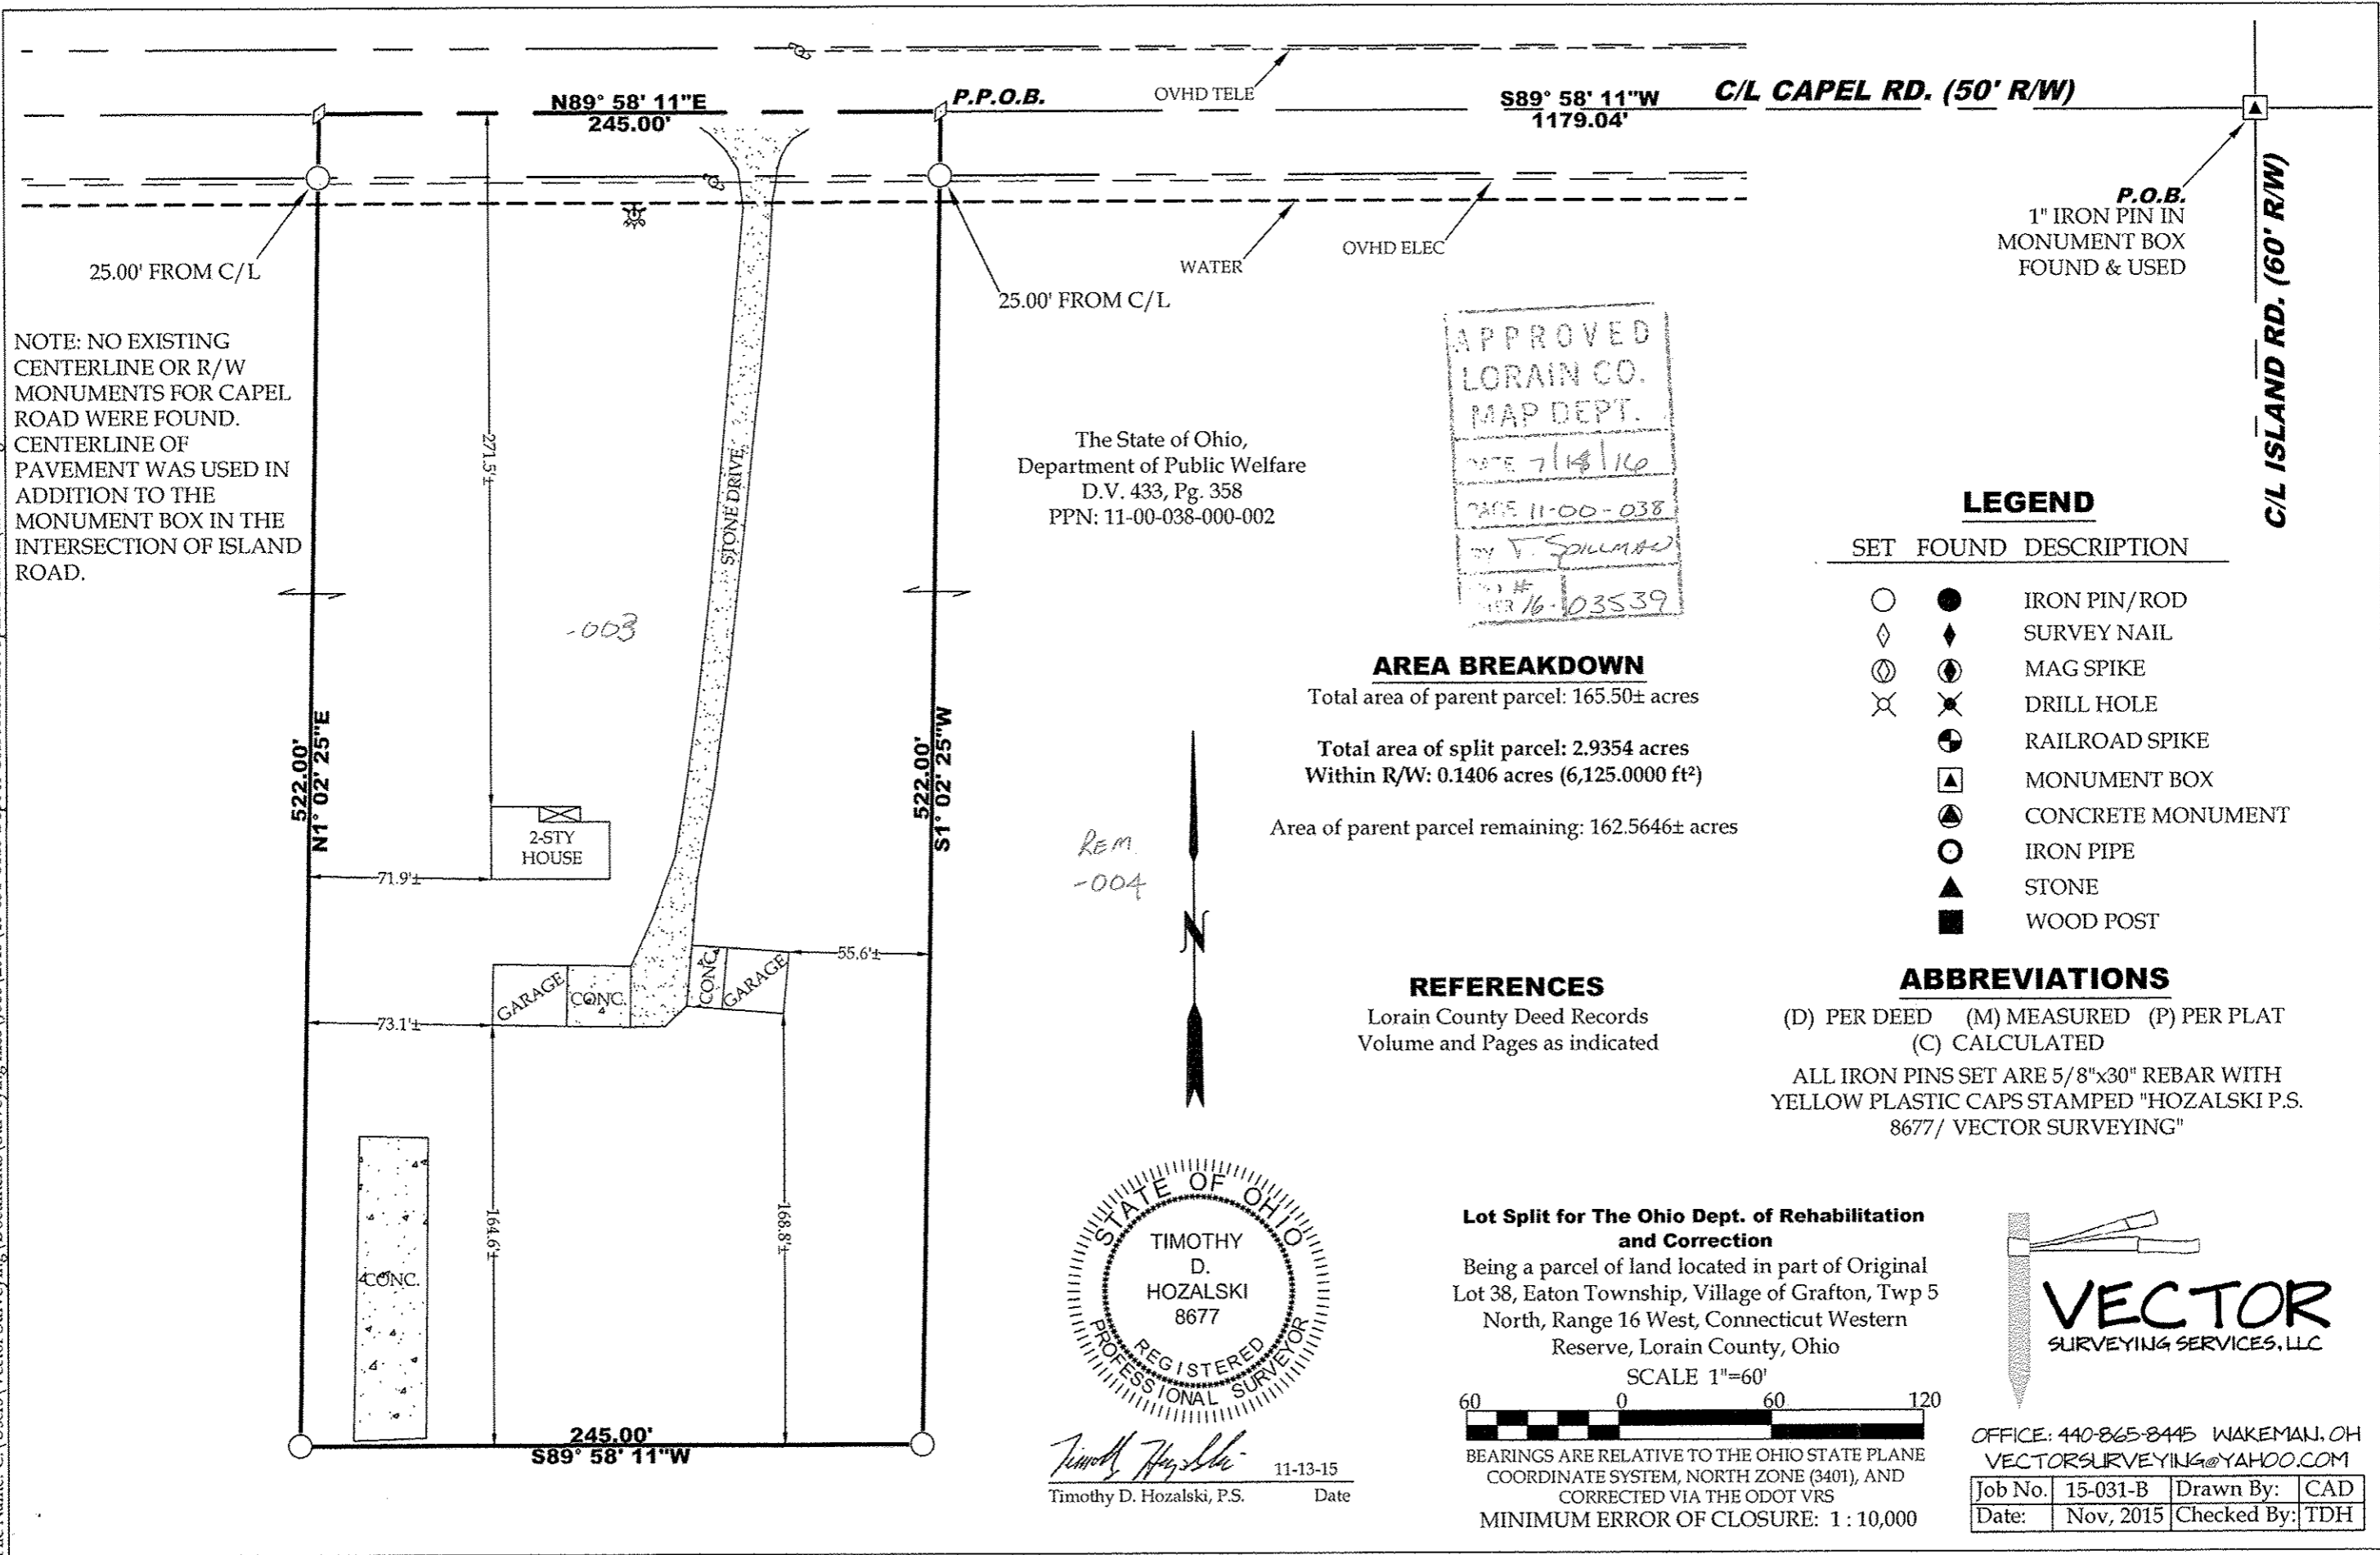 N89° 58' 11"E
245.00'
P.P.O.B.
OVHD TELE
S89° 58' 11"W
1179.04'
C/L CAPEL RD. (50' R/W)
P.O.B.
1" IRON PIN IN
MONUMENT BOX
FOUND & USED
C/L ISLAND RD. (60' R/W)
25.00' FROM C/L
WATER
OVHD ELEC
25.00' FROM C/L
NOTE: NO EXISTING
CENTERLINE OR R/W
MONUMENTS FOR CAPEL
ROAD WERE FOUND.
CENTERLINE OF
PAVEMENT WAS USED IN
ADDITION TO THE
MONUMENT BOX IN THE
INTERSECTION OF ISLAND
ROAD.
271.5'±
STONE DRIVE
-003
The State of Ohio,
Department of Public Welfare
D.V. 433, Pg. 358
PPN: 11-00-038-000-002
APPROVED
LORAIN CO.
MAP DEPT.
DATE 7/18/16
PAGE 11-00-038
BY T. SPILLMAN
#
16-03539
522.00'
N1° 02' 25"E
522.00'
S1° 02' 25"W
2-STY
HOUSE
71.9'±
55.6'±
GARAGE
CONC.
CONC.
GARAGE
73.1'±
164.6'±
168.8'±
CONC.
245.00'
S89° 58' 11"W
AREA BREAKDOWN
Total area of parent parcel: 165.50± acres
Total area of split parcel: 2.9354 acres
Within R/W: 0.1406 acres (6,125.0000 ft²)
Area of parent parcel remaining: 162.5646± acres
REM.
-004
N
REFERENCES
Lorain County Deed Records
Volume and Pages as indicated
LEGEND
SET FOUND DESCRIPTION
IRON PIN/ROD
SURVEY NAIL
MAG SPIKE
DRILL HOLE
RAILROAD SPIKE
MONUMENT BOX
CONCRETE MONUMENT
IRON PIPE
STONE
WOOD POST
ABBREVIATIONS
(D) PER DEED (M) MEASURED (P) PER PLAT
(C) CALCULATED
ALL IRON PINS SET ARE 5/8"x30" REBAR WITH
YELLOW PLASTIC CAPS STAMPED "HOZALSKI P.S.
8677/ VECTOR SURVEYING"
STATE OF OHIO
TIMOTHY
D.
HOZALSKI
8677
REGISTERED
PROFESSIONAL SURVEYOR
Timothy Hozalski
11-13-15
Timothy D. Hozalski, P.S. Date
Lot Split for The Ohio Dept. of Rehabilitation
and Correction
Being a parcel of land located in part of Original
Lot 38, Eaton Township, Village of Grafton, Twp 5
North, Range 16 West, Connecticut Western
Reserve, Lorain County, Ohio
SCALE 1"=60'
60 0 60 120
BEARINGS ARE RELATIVE TO THE OHIO STATE PLANE
COORDINATE SYSTEM, NORTH ZONE (3401), AND
CORRECTED VIA THE ODOT VRS
MINIMUM ERROR OF CLOSURE: 1 : 10,000
VECTOR
SURVEYING SERVICES, LLC
OFFICE: 440-865-8445 WAKEMAN, OH
VECTORSURVEYING@YAHOO.COM
Job No. 15-031-B Drawn By: CAD
Date: Nov, 2015 Checked By: TDH